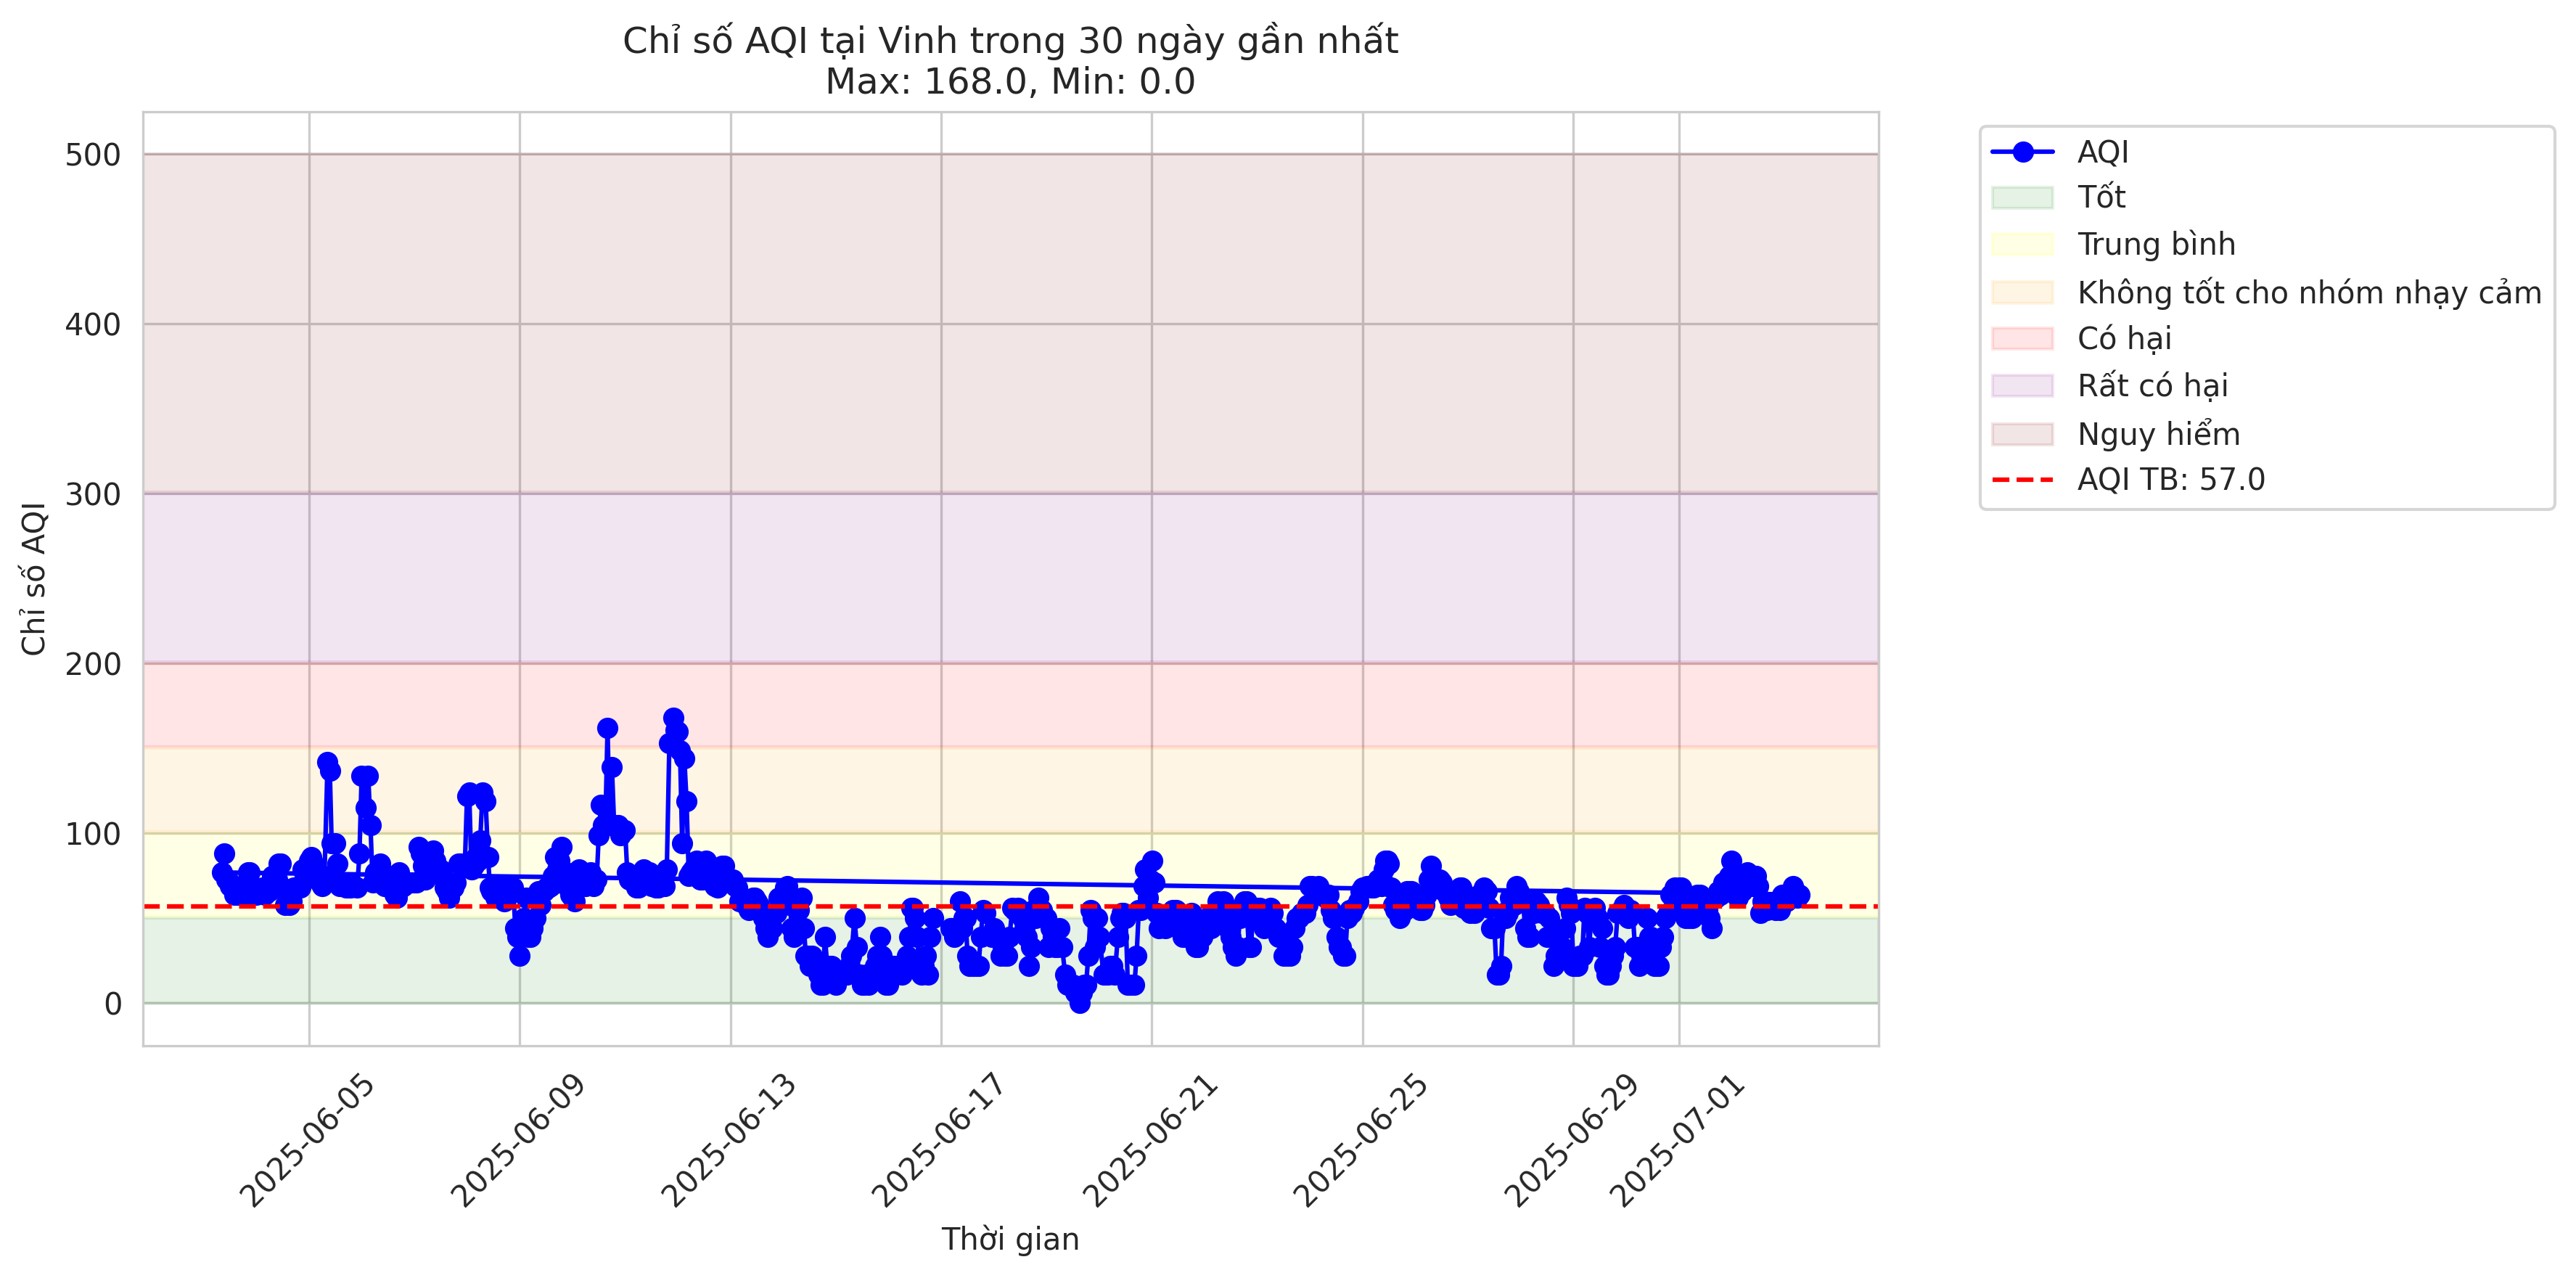 Chỉ số AQI tại Vinh trong 30 ngày gần nhất
Max: 168.0, Min: 0.0
Chỉ số AQI
500
400
300
200
100
0
2025-06-05
2025-06-09
2025-06-13
2025-06-17
2025-06-21
2025-06-25
2025-06-29
2025-07-01
Thời gian
AQI
Tốt
Trung bình
Không tốt cho nhóm nhạy cảm
Có hại
Rất có hại
Nguy hiểm
AQI TB: 57.0